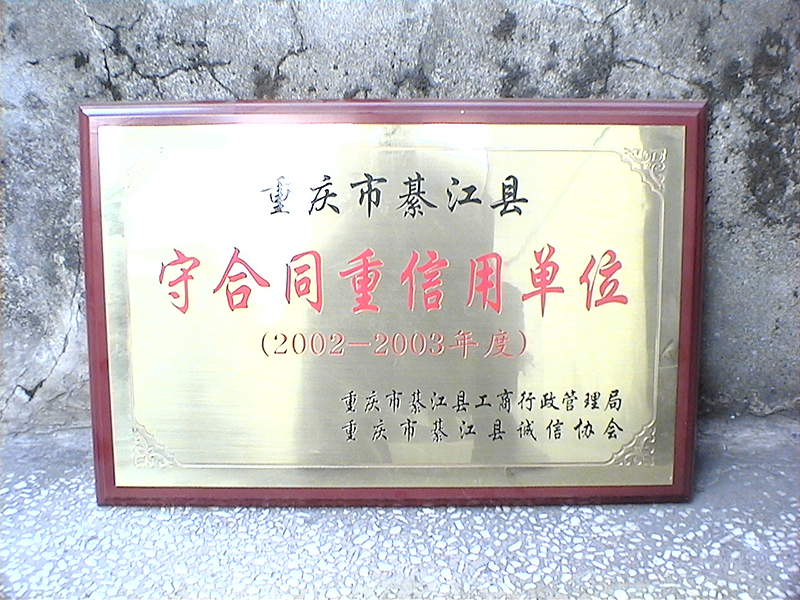 重庆市綦江县
守合同重信用单位
(2002-2003年度)
重庆市綦江县工商行政管理局
重庆市綦江县诚信协会